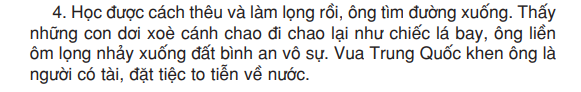 4. Học được cách thêu và làm lọng rồi, ông tìm đường xuống. Thấy
những con dơi xoè cánh chao đi chao lại như chiếc lá bay, ông liền
ôm lọng nhảy xuống đất bình an vô sự. Vua Trung Quốc khen ông là
người có tài, đặt tiệc to tiễn về nước.